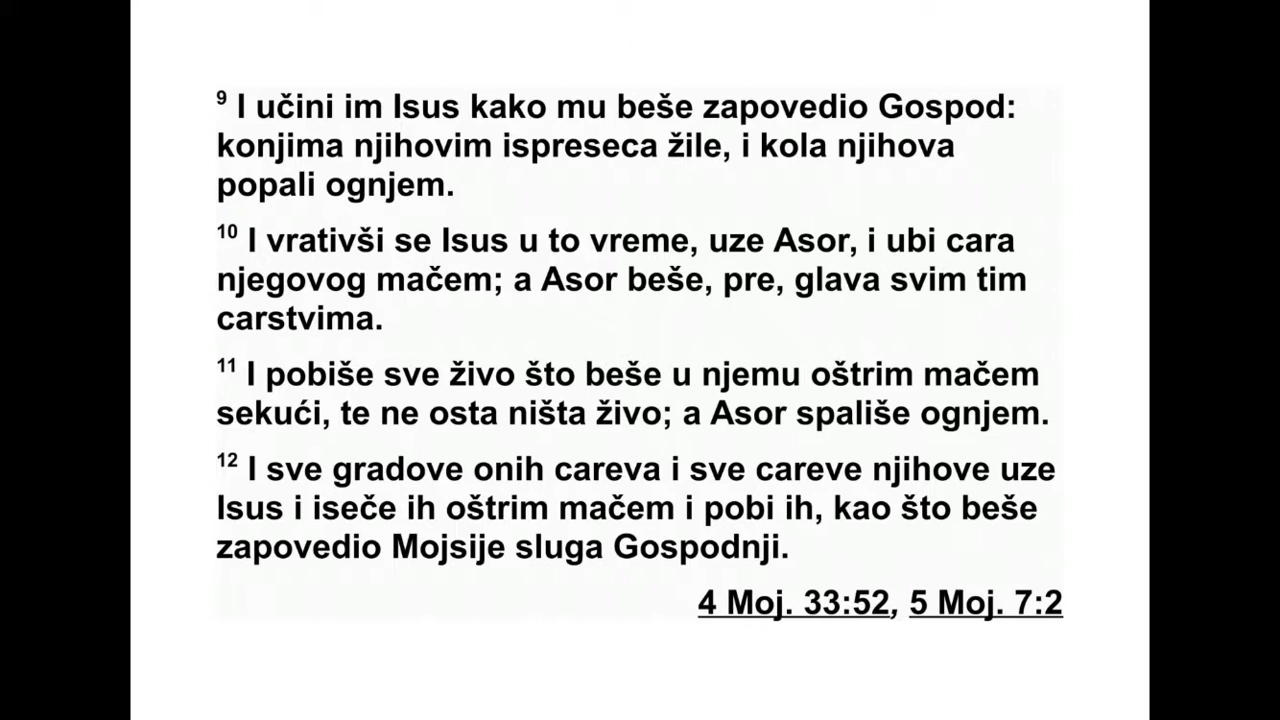 9 I učini im Isus kako mu beše zapovedio Gospod:
konjima njihovim ispreseca žile, i kola njihova
popali ognjem.
10 I vrativši se Isus u to vreme, uze Asor, i ubi cara
njegovog mačem; a Asor beše, pre, glava svim tim
carstvima.
11 I pobiše sve živo što beše u njemu oštrim mačem
sekući, te ne osta ništa živo; a Asor spališe ognjem.
12 I sve gradove onih careva i sve careve njihove uze
Isus i iseče ih oštrim mačem i pobi ih, kao što beše
zapovedio Mojsije sluga Gospodnji.
4 Moj. 33:52, 5 Moj. 7:2